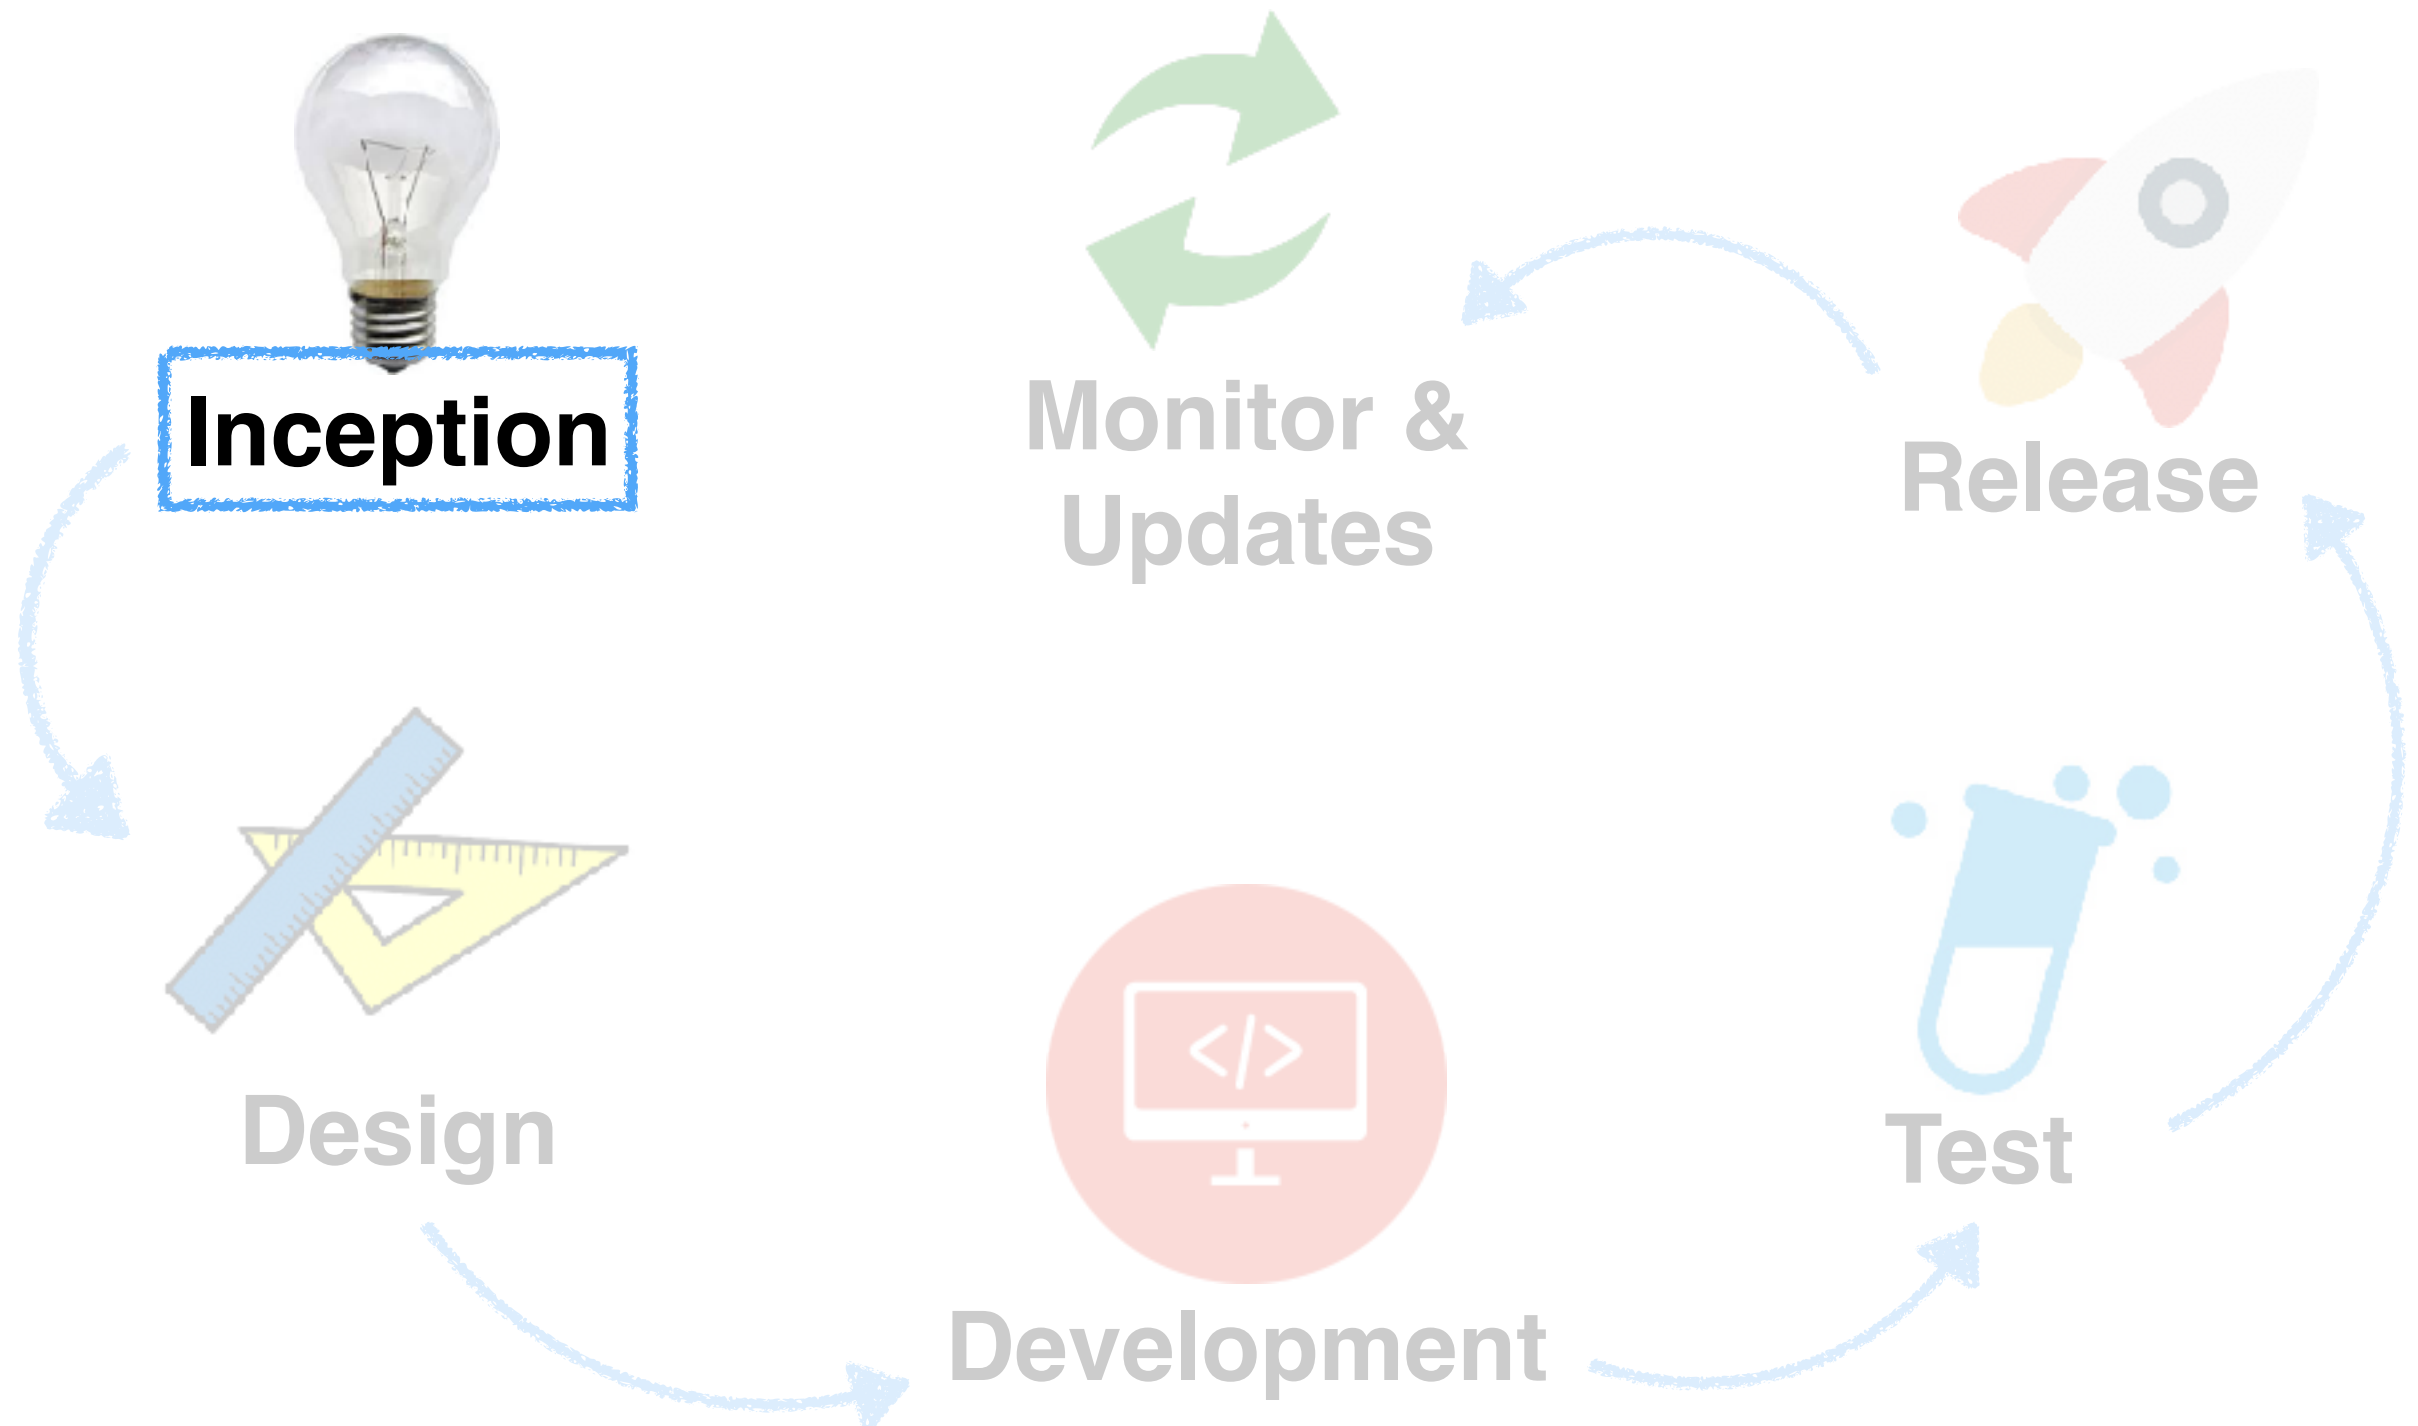 Inception
Monitor &
Updates
Release
Design
</>
Development
Test